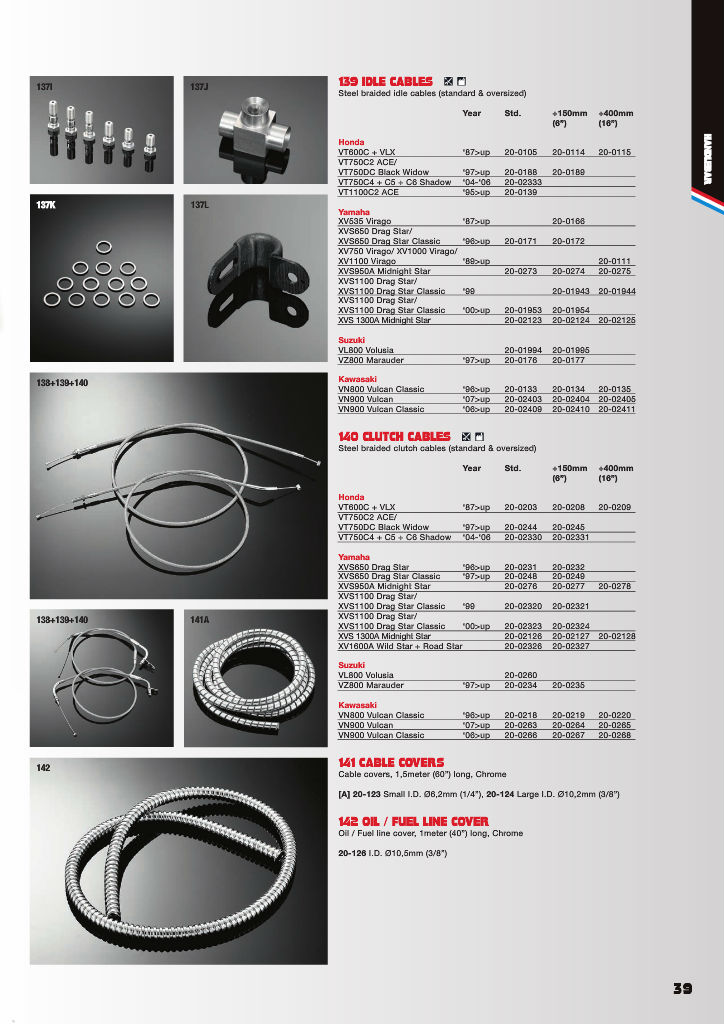 HANDLEBAR
137I
137J
137K
137L
138+139+140
138+139+140
141A
142
139 IDLE CABLES
Steel braided idle cables (standard & oversized)
Year Std. +150mm +400mm
(6") (16")
Honda
VT600C + VLX '87>up 20-0105 20-0114 20-0115
VT750C2 ACE/
VT750DC Black Widow '97>up 20-0188 20-0189
VT750C4 + C5 + C6 Shadow '04-'06 20-02333
VT1100C2 ACE '95>up 20-0139
Yamaha
XV535 Virago '87>up 20-0166
XVS650 Drag Star/
XVS650 Drag Star Classic '96>up 20-0171 20-0172
XV750 Virago/ XV1000 Virago/
XV1100 Virago '89>up 20-0111
XVS950A Midnight Star 20-0273 20-0274 20-0275
XVS1100 Drag Star/
XVS1100 Drag Star Classic '99 20-01943 20-01944
XVS1100 Drag Star/
XVS1100 Drag Star Classic '00>up 20-01953 20-01954
XVS 1300A Midnight Star 20-02123 20-02124 20-02125
Suzuki
VL800 Volusia 20-01994 20-01995
VZ800 Marauder '97>up 20-0176 20-0177
Kawasaki
VN800 Vulcan Classic '96>up 20-0133 20-0134 20-0135
VN900 Vulcan '07>up 20-02403 20-02404 20-02405
VN900 Vulcan Classic '06>up 20-02409 20-02410 20-02411
140 CLUTCH CABLES
Steel braided clutch cables (standard & oversized)
Year Std. +150mm +400mm
(6") (16")
Honda
VT600C + VLX '87>up 20-0203 20-0208 20-0209
VT750C2 ACE/
VT750DC Black Widow '97>up 20-0244 20-0245
VT750C4 + C5 + C6 Shadow '04-'06 20-02330 20-02331
Yamaha
XVS650 Drag Star '96>up 20-0231 20-0232
XVS650 Drag Star Classic '97>up 20-0248 20-0249
XVS950A Midnight Star 20-0276 20-0277 20-0278
XVS1100 Drag Star/
XVS1100 Drag Star Classic '99 20-02320 20-02321
XVS1100 Drag Star/
XVS1100 Drag Star Classic '00>up 20-02323 20-02324
XVS 1300A Midnight Star 20-02126 20-02127 20-02128
XV1600A Wild Star + Road Star 20-02326 20-02327
Suzuki
VL800 Volusia 20-0260
VZ800 Marauder '97>up 20-0234 20-0235
Kawasaki
VN800 Vulcan Classic '96>up 20-0218 20-0219 20-0220
VN900 Vulcan '07>up 20-0263 20-0264 20-0265
VN900 Vulcan Classic '06>up 20-0266 20-0267 20-0268
141 CABLE COVERS
Cable covers, 1,5meter (60") long, Chrome
[A] 20-123 Small I.D. Ø6,2mm (1/4"), 20-124 Large I.D. Ø10,2mm (3/8")
142 OIL / FUEL LINE COVER
Oil / Fuel line cover, 1meter (40") long, Chrome
20-126 I.D. Ø10,5mm (3/8")
39